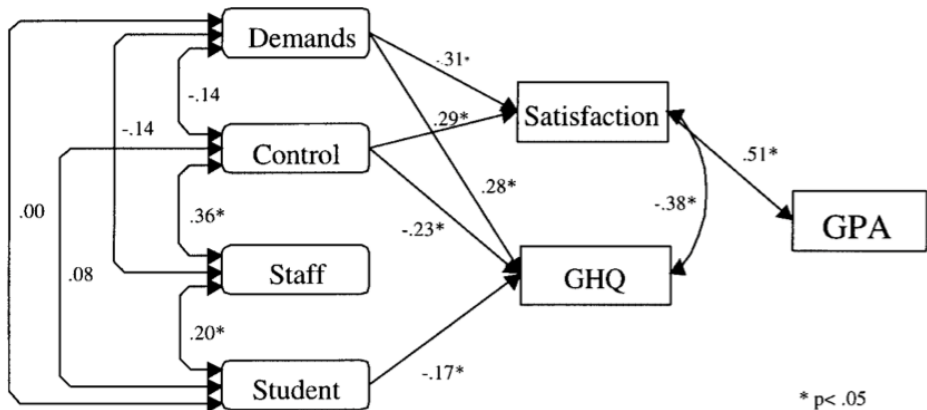 Demands
-.31*
-.14
Satisfaction
.29*
-.14
Control
.51*
.28*
-.38*
.00
.36*
-.23*
GPA
.08
Staff
GHQ
.20*
Student
-.17*
* p< .05